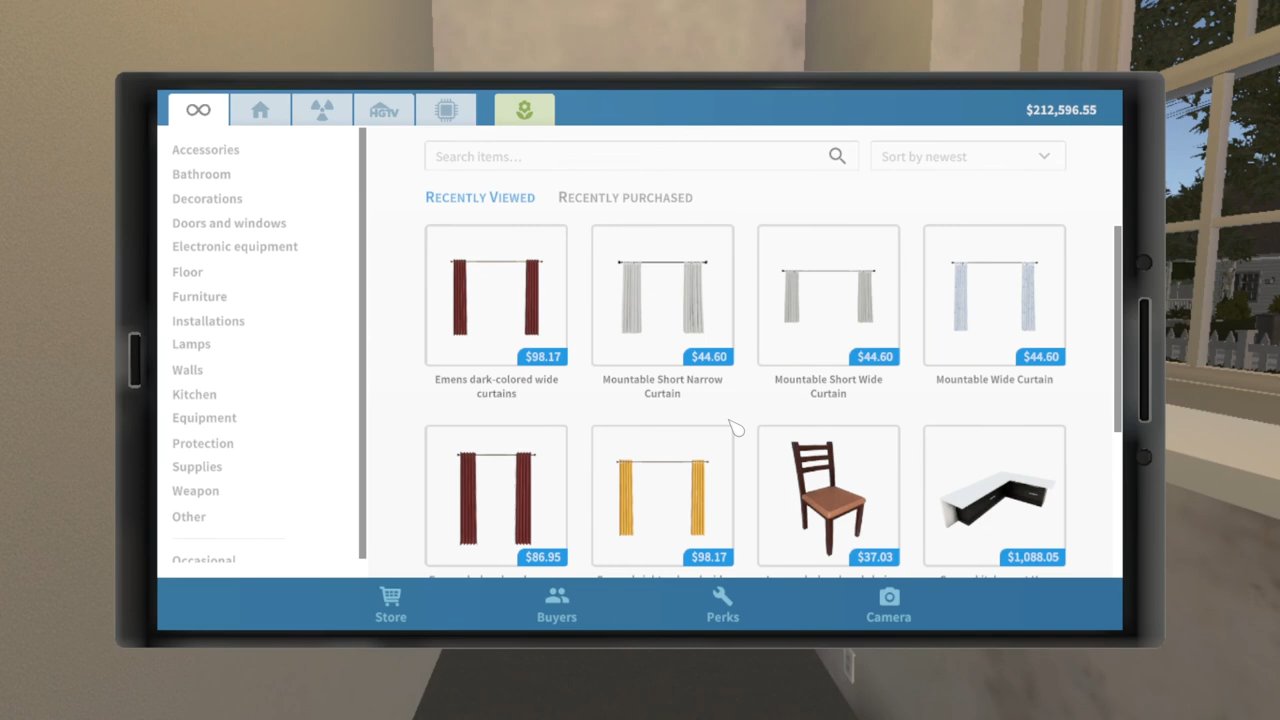 HGTV
$212,596.55
Accessories
Bathroom
Decorations
Doors and windows
Electronic equipment
Floor
Furniture
Installations
Lamps
Walls
Kitchen
Equipment
Protection
Supplies
Weapon
Other
Occasional
Search items...
Sort by newest
RECENTLY VIEWED
RECENTLY PURCHASED
$98.17
Emens dark-colored wide
curtains
$44.60
Mountable Short Narrow
Curtain
$44.60
Mountable Short Wide
Curtain
$44.60
Mountable Wide Curtain
$86.95
$98.17
$37.03
$1,088.05
Store
Buyers
Perks
Camera